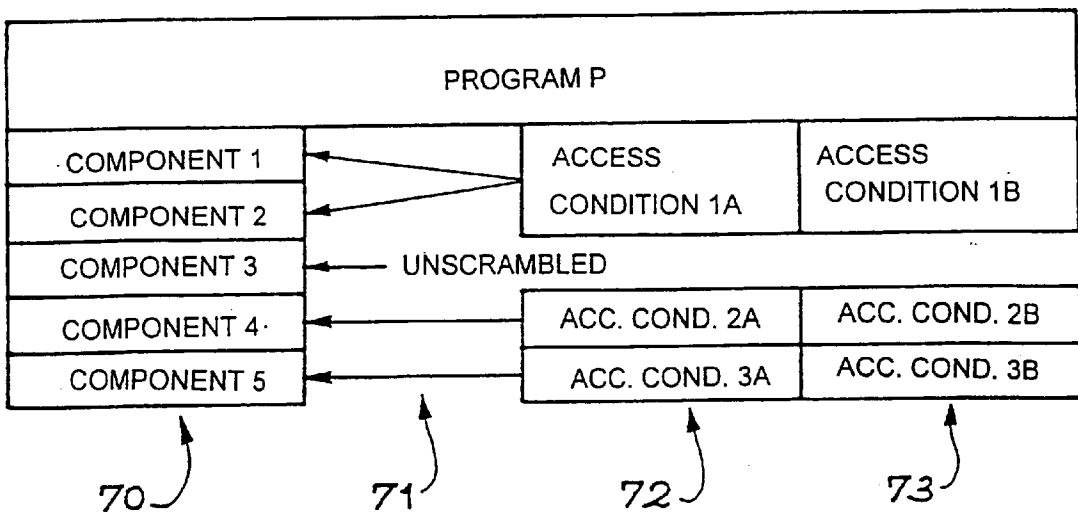 PROGRAM P
COMPONENT 1
COMPONENT 2
COMPONENT 3
COMPONENT 4
COMPONENT 5
UNSCRAMBLED
ACCESS
CONDITION 1A
ACCESS
CONDITION 1B
ACC. COND. 2A
ACC. COND. 2B
ACC. COND. 3A
ACC. COND. 3B
70
71
72
73